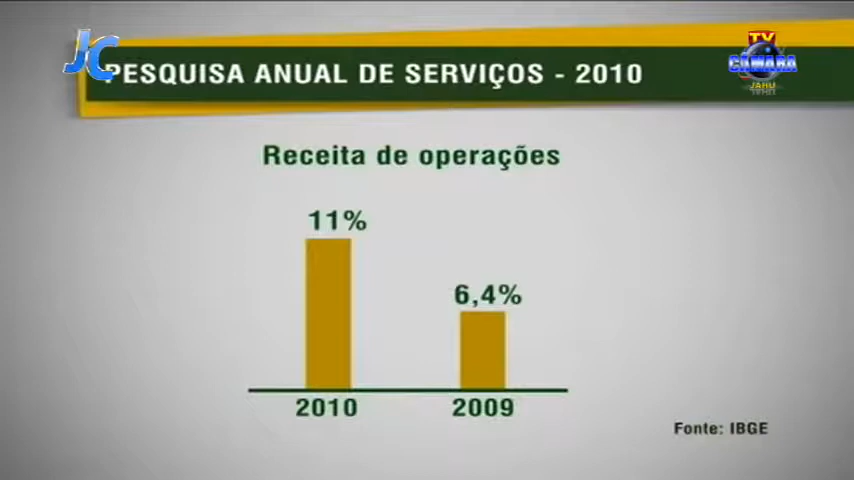 JC
PESQUISA ANUAL DE SERVIÇOS - 2010
TV
CÂMARA
JAHU
Receita de operações
11%
6,4%
2010 2009
Fonte: IBGE